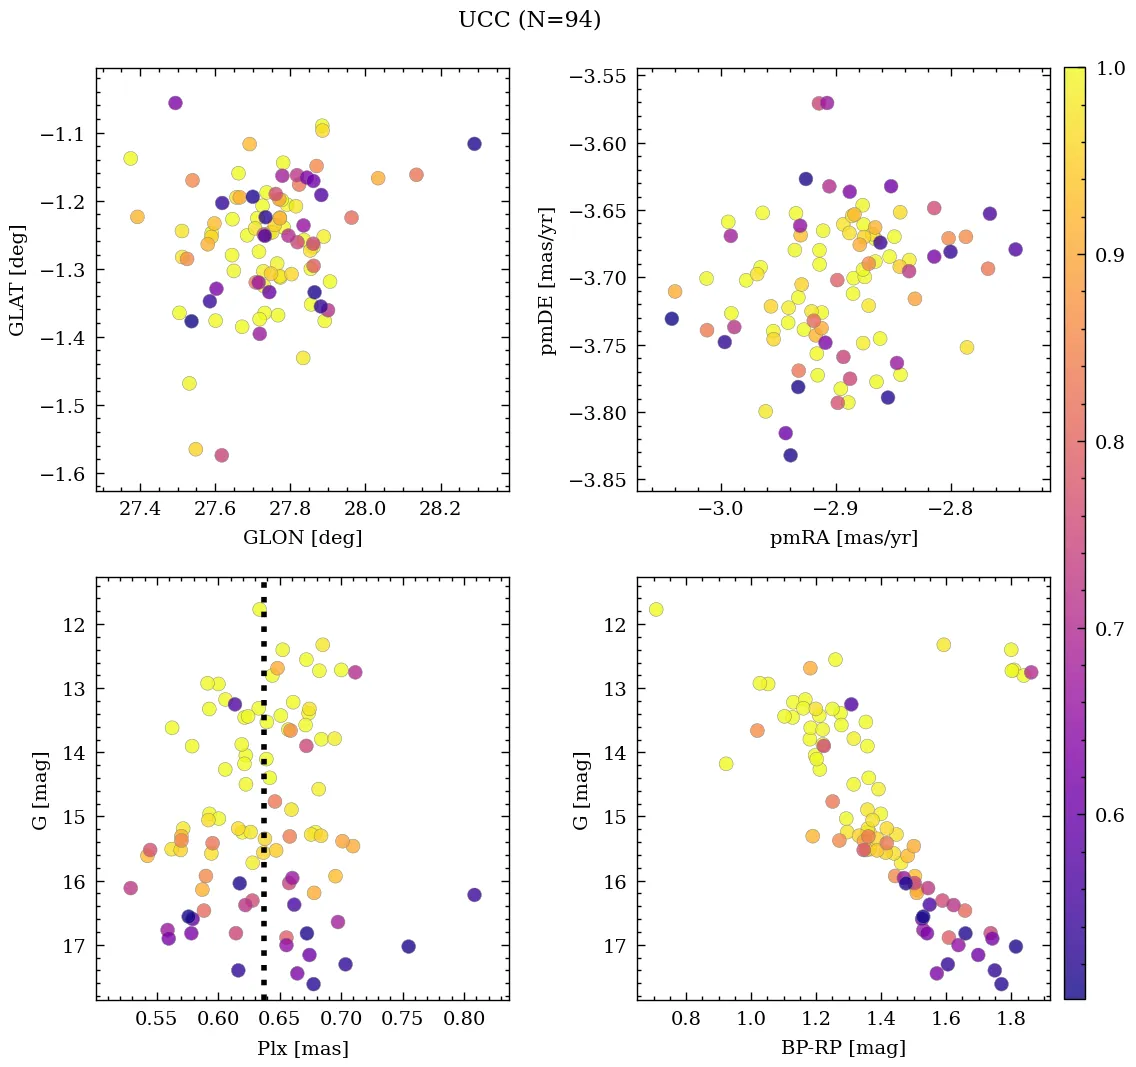 UCC (N=94)
−1.1
−1.2
−1.3
−1.4
−1.5
−1.6
GLAT [deg]
27.4 27.6 27.8 28.0 28.2
GLON [deg]
−3.55
−3.60
−3.65
−3.70
−3.75
−3.80
−3.85
pmDE [mas/yr]
−3.0 −2.9 −2.8
pmRA [mas/yr]
12
13
14
15
16
17
G [mag]
0.55 0.60 0.65 0.70 0.75 0.80
Plx [mas]
12
13
14
15
16
17
G [mag]
0.8 1.0 1.2 1.4 1.6 1.8
BP-RP [mag]
1.0
0.9
0.8
0.7
0.6